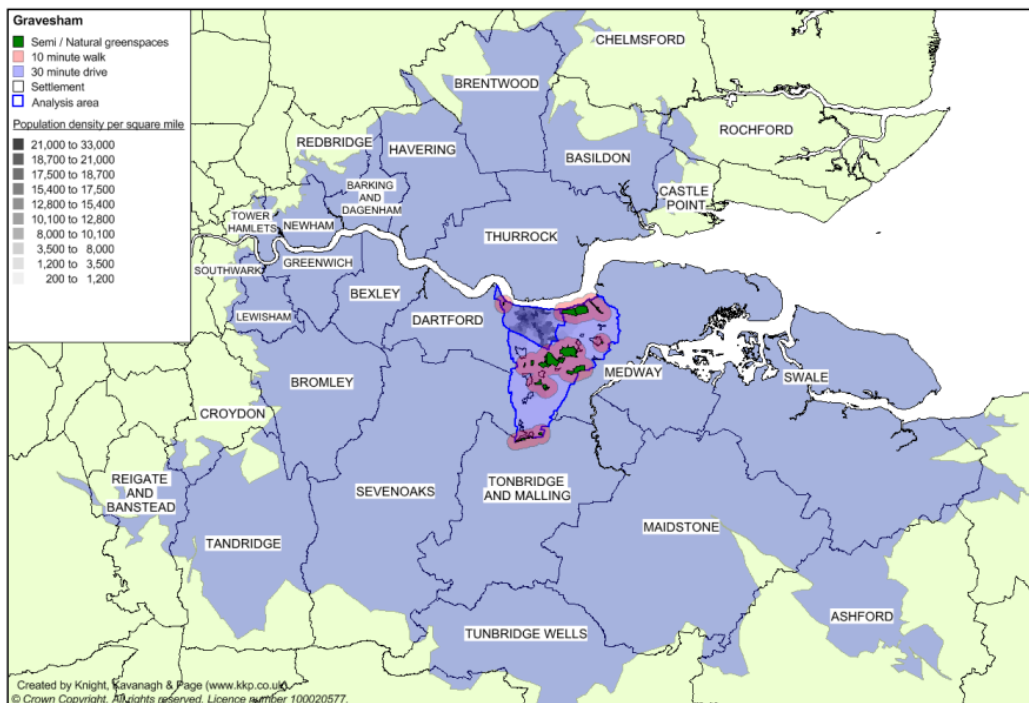 Gravesham
Semi / Natural greenspaces
10 minute walk
30 minute drive
Settlement
Analysis area
Population density per square mile
21,000 to 33,000
18,700 to 21,000
17,500 to 18,700
15,400 to 17,500
12,800 to 15,400
10,100 to 12,800
8,000 to 10,100
3,500 to 8,000
1,200 to 3,500
200 to 1,200
CHELMSFORD
BRENTWOOD
ROCHFORD
REDBRIDGE
HAVERING
BASILDON
BARKING
AND
DAGENHAM
CASTLE
POINT
TOWER
HAMLETS
NEWHAM
THURROCK
SOUTHWARK
GREENWICH
BEXLEY
LEWISHAM
DARTFORD
MEDWAY
SWALE
BROMLEY
CROYDON
REIGATE
AND
BANSTEAD
SEVENOAKS
TONBRIDGE
AND MALLING
MAIDSTONE
TANDRIDGE
ASHFORD
TUNBRIDGE WELLS
Created by Knight, Kavanagh & Page (www.kkp.co.uk)
© Crown Copyright. All rights reserved. Licence number 100020577.